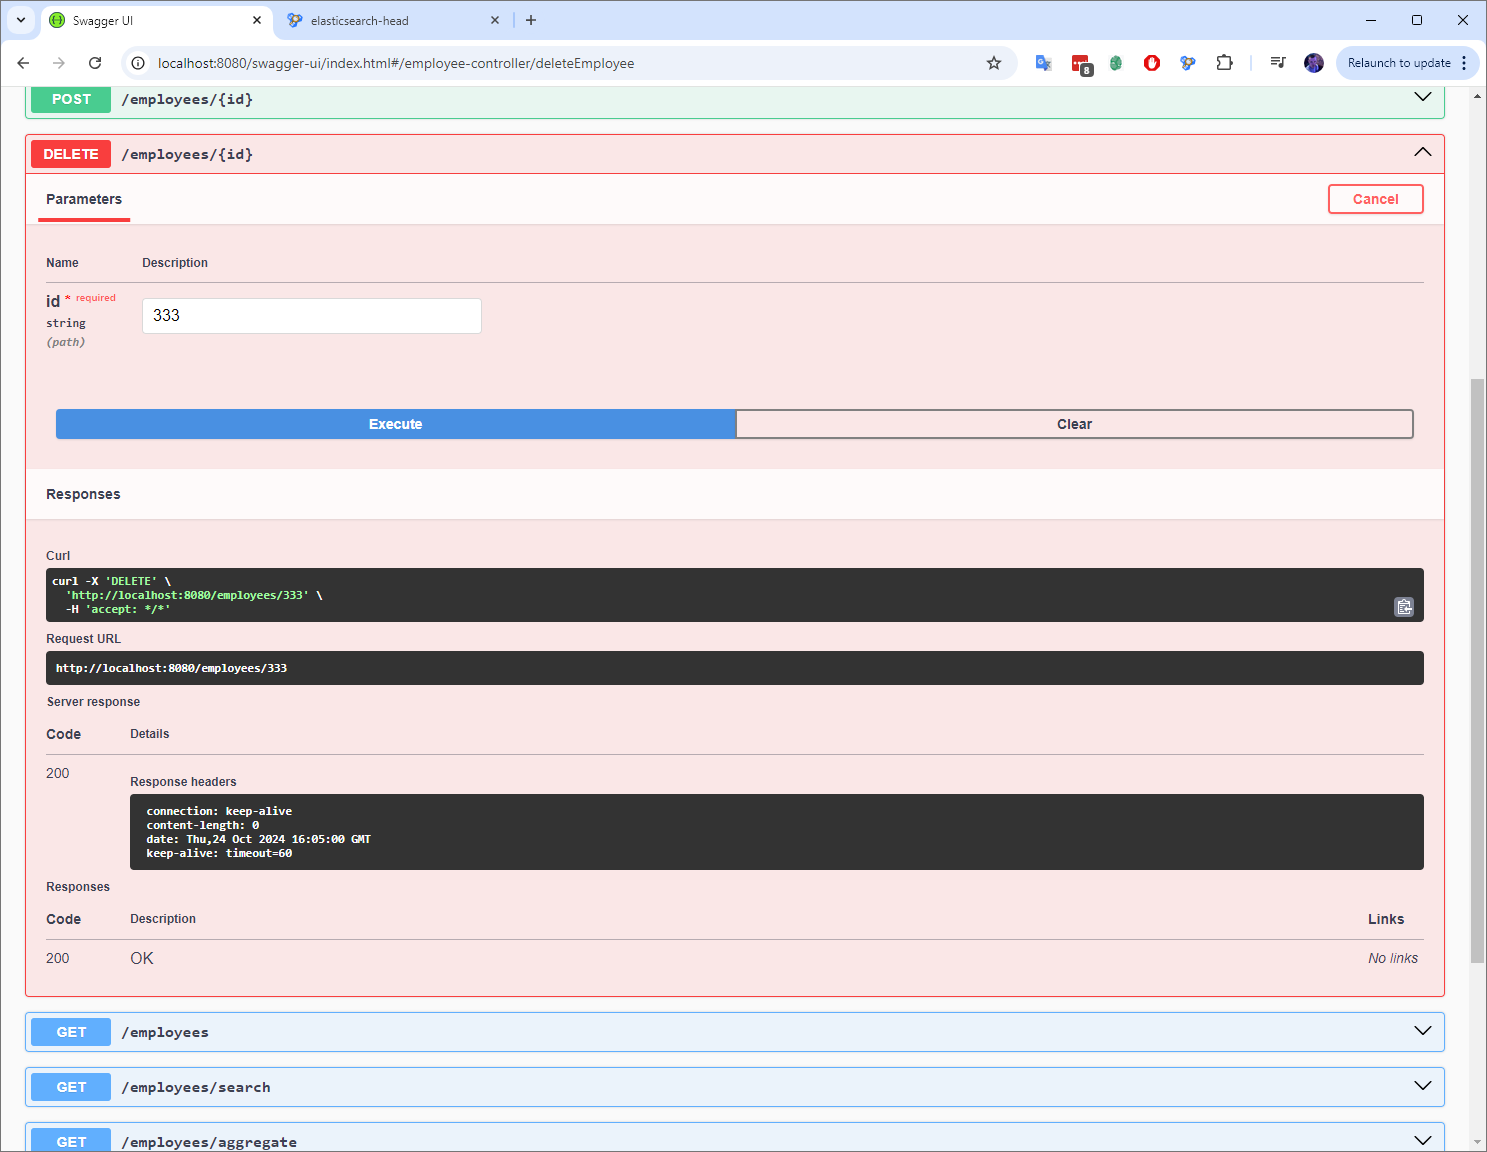 Swagger UI
elasticsearch-head
localhost:8080/swagger-ui/index.html#/employee-controller/deleteEmployee
8
Relaunch to update
POST /employees/{id}
DELETE /employees/{id}
Parameters
Cancel
Name Description
id * required
string
(path)
333
Execute
Clear
Responses
Curl
curl -X 'DELETE' \
'http://localhost:8080/employees/333' \
-H 'accept: */*'
Request URL
http://localhost:8080/employees/333
Server response
Code Details
200
Response headers
connection: keep-alive
content-length: 0
date: Thu,24 Oct 2024 16:05:00 GMT
keep-alive: timeout=60
Responses
Code Description Links
200 OK No links
GET /employees
GET /employees/search
GET /employees/aggregate